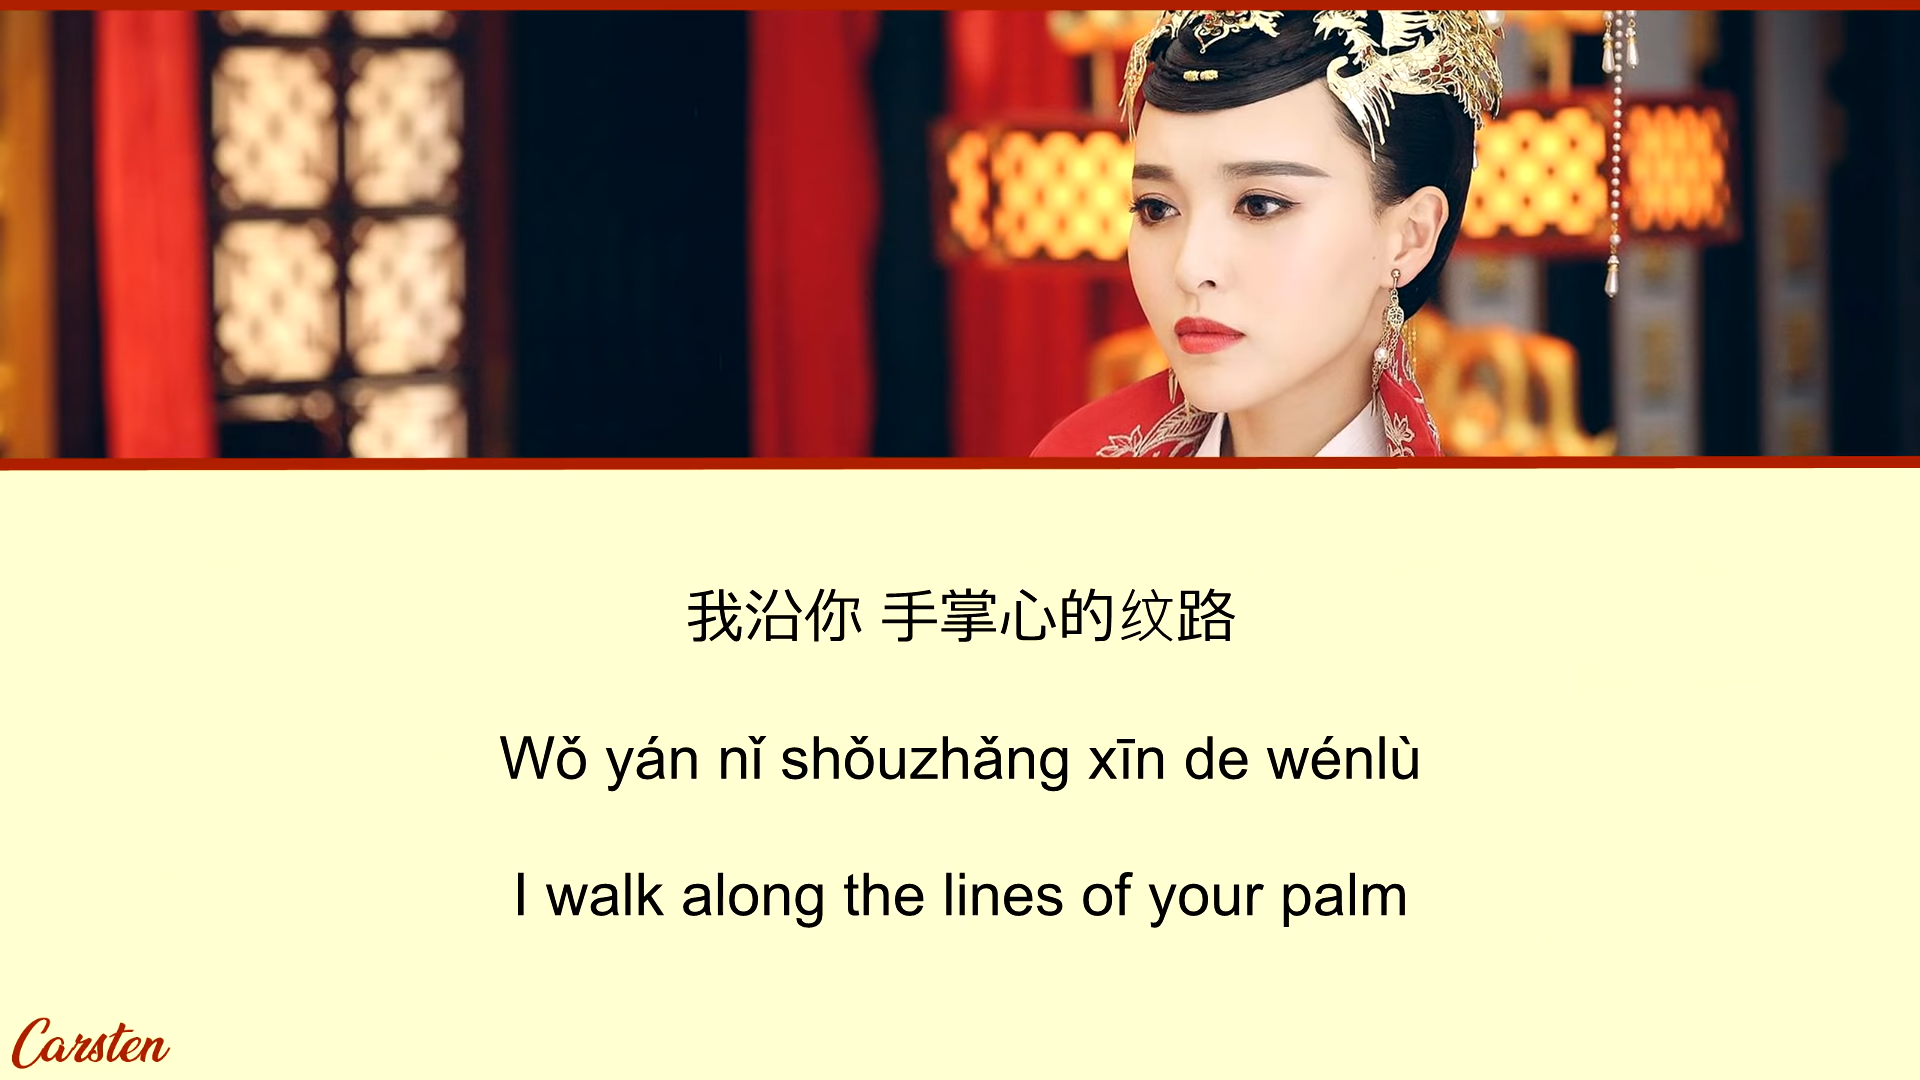 我沿你 手掌心的纹路
Wǒ yán nǐ shǒuzhǎng xīn de wénlù
I walk along the lines of your palm
Carsten